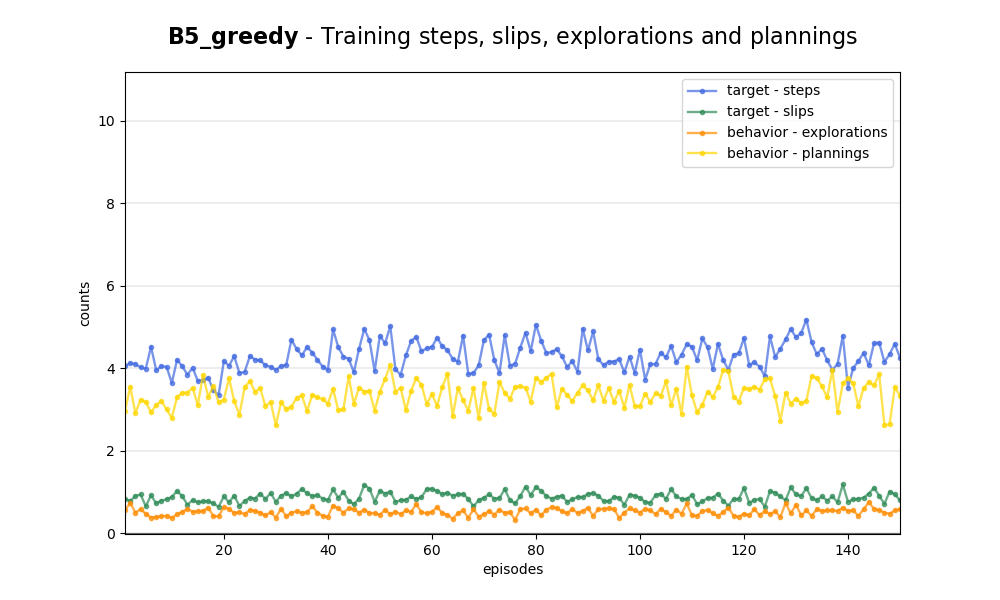 B5_greedy - Training steps, slips, explorations and plannings
target - steps
target - slips
behavior - explorations
behavior - plannings
counts
10
8
6
4
2
0
20
40
60
80
100
120
140
episodes